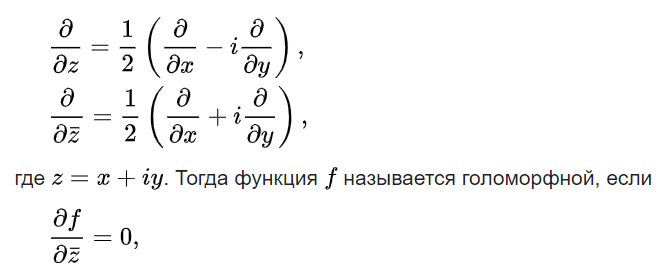 ∂/∂z = 1/2 (∂/∂x − i ∂/∂y),
∂/∂z̄ = 1/2 (∂/∂x + i ∂/∂y),
где z = x + iy. Тогда функция f называется голоморфной, если
∂f/∂z̄ = 0,